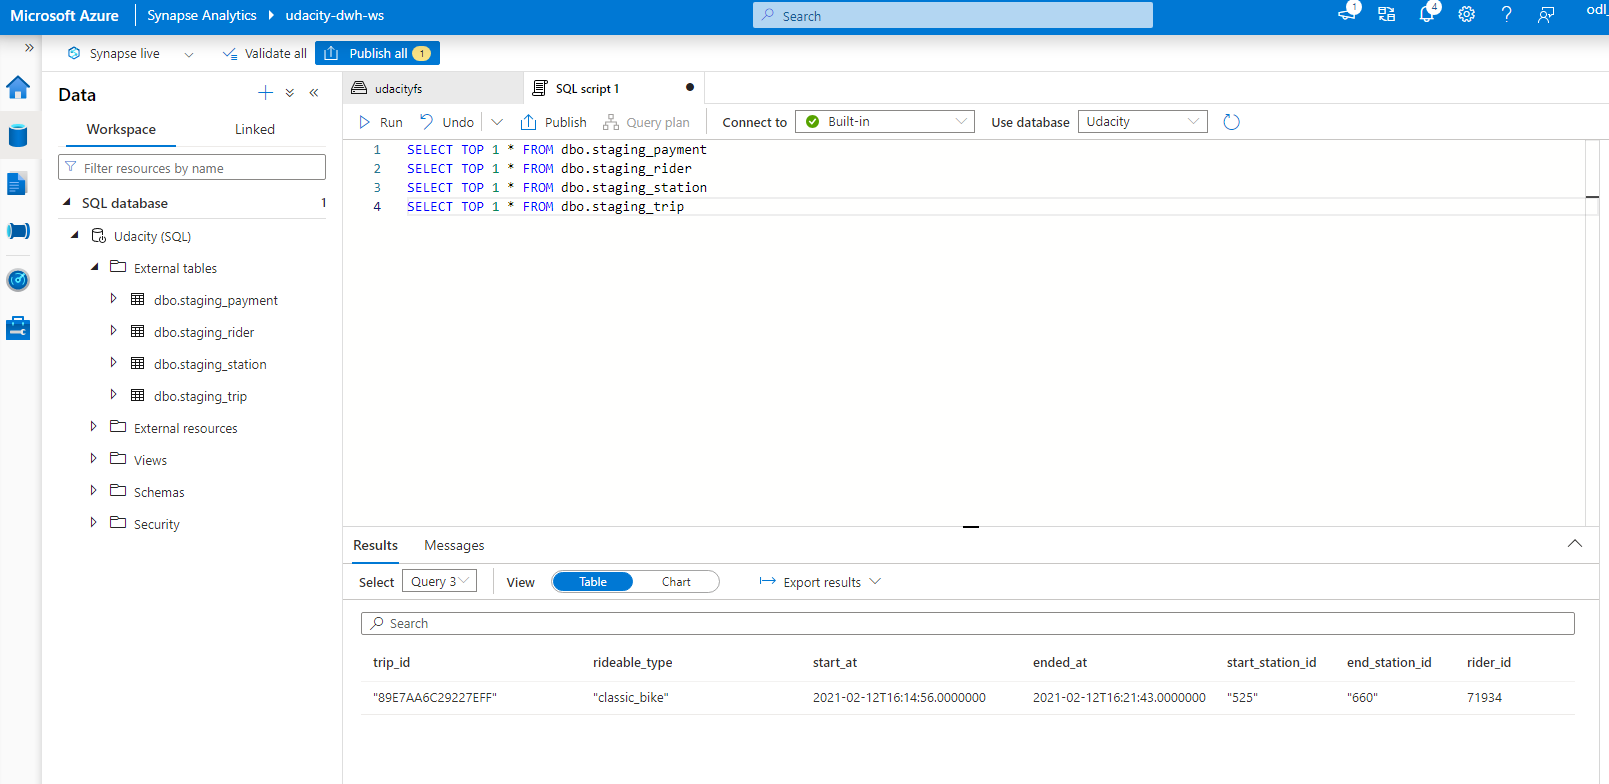 Microsoft Azure
Synapse Analytics
udacity-dwh-ws
Search
1
4
?
odl_
»
Synapse live
Validate all
Publish all 1
Data
«
Workspace
Linked
Filter resources by name
SQL database 1
Udacity (SQL)
External tables
dbo.staging_payment
dbo.staging_rider
dbo.staging_station
dbo.staging_trip
External resources
Views
Schemas
Security
udacityfs
SQL script 1
Run
Undo
Publish
Query plan
Connect to
Built-in
Use database
Udacity
1 SELECT TOP 1 * FROM dbo.staging_payment
2 SELECT TOP 1 * FROM dbo.staging_rider
3 SELECT TOP 1 * FROM dbo.staging_station
4 SELECT TOP 1 * FROM dbo.staging_trip
Results
Messages
Select
Query 3
View
Table
Chart
Export results
Search
trip_id rideable_type start_at ended_at start_station_id end_station_id rider_id
"89E7AA6C29227EFF" "classic_bike" 2021-02-12T16:14:56.0000000 2021-02-12T16:21:43.0000000 "525" "660" 71934